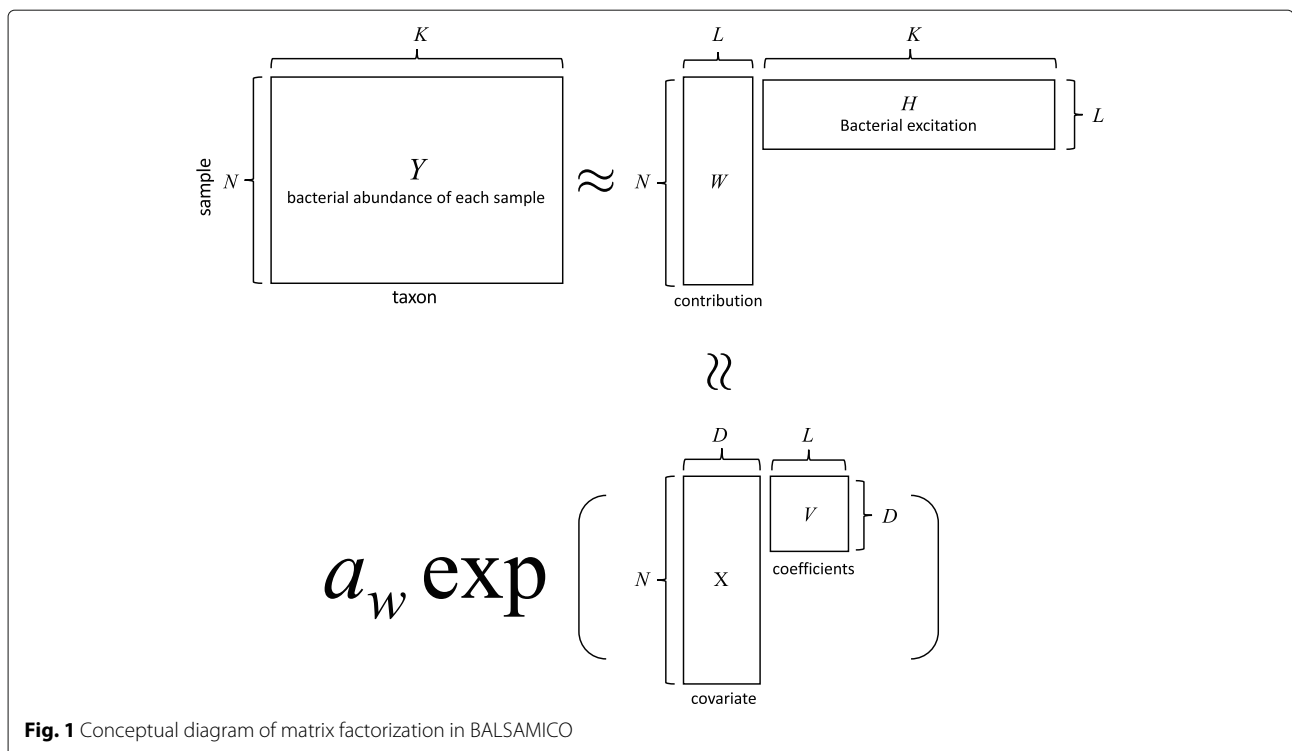 K
L
K
N
sample
Y
bacterial abundance of each sample
taxon
≈
N
W
contribution
H
Bacterial excitation
L
≈
a_w exp
D
L
N
X
covariate
V
coefficients
D
Fig. 1 Conceptual diagram of matrix factorization in BALSAMICO